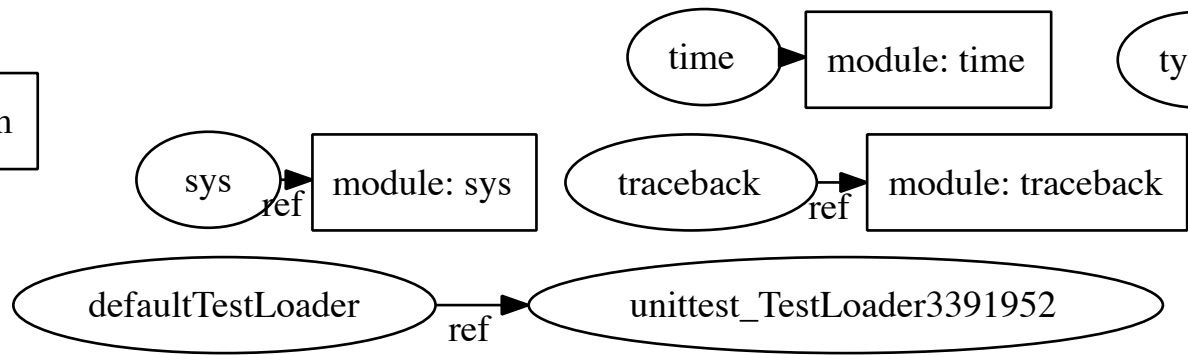 time
module: time
sys
ref
module: sys
traceback
ref
module: traceback
defaultTestLoader
ref
unittest_TestLoader3391952